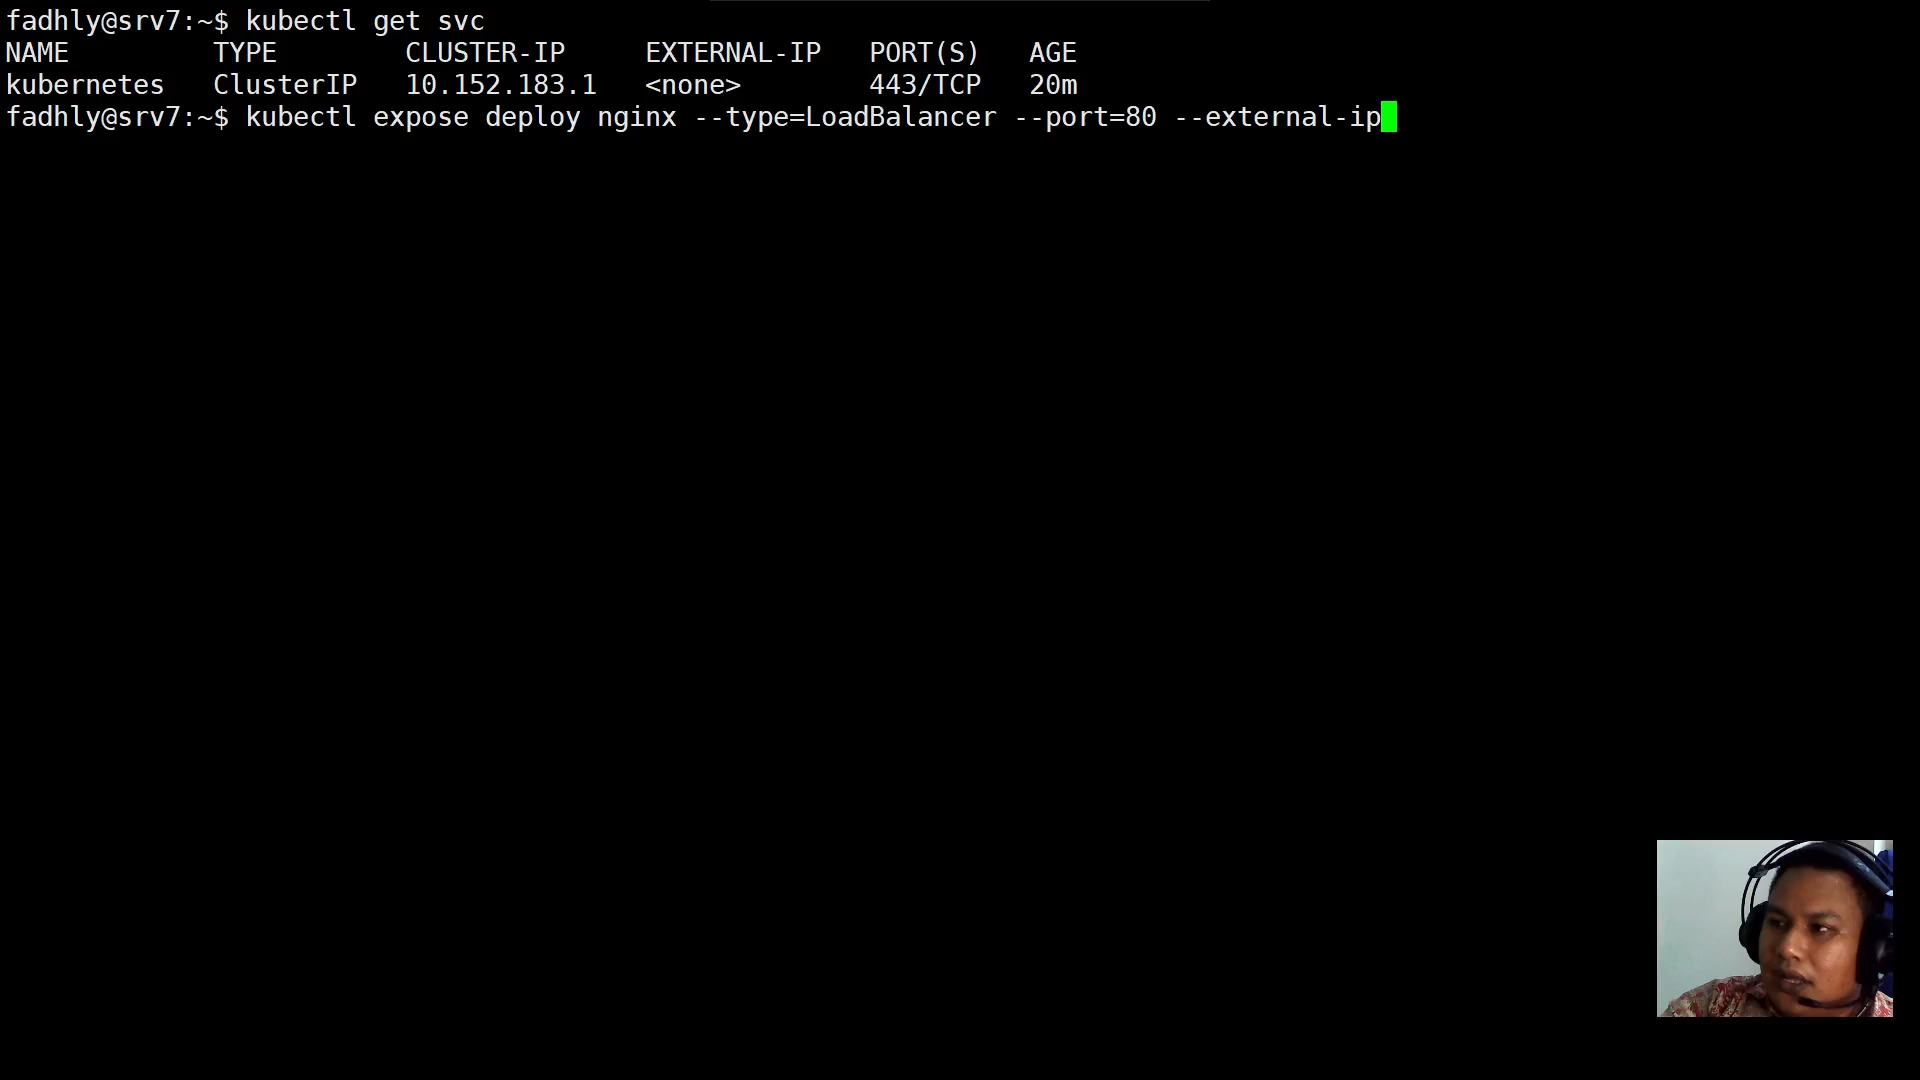 fadhly@srv7:~$ kubectl get svc
NAME         TYPE        CLUSTER-IP     EXTERNAL-IP   PORT(S)   AGE
kubernetes   ClusterIP   10.152.183.1   <none>        443/TCP   20m
fadhly@srv7:~$ kubectl expose deploy nginx --type=LoadBalancer --port=80 --external-ip